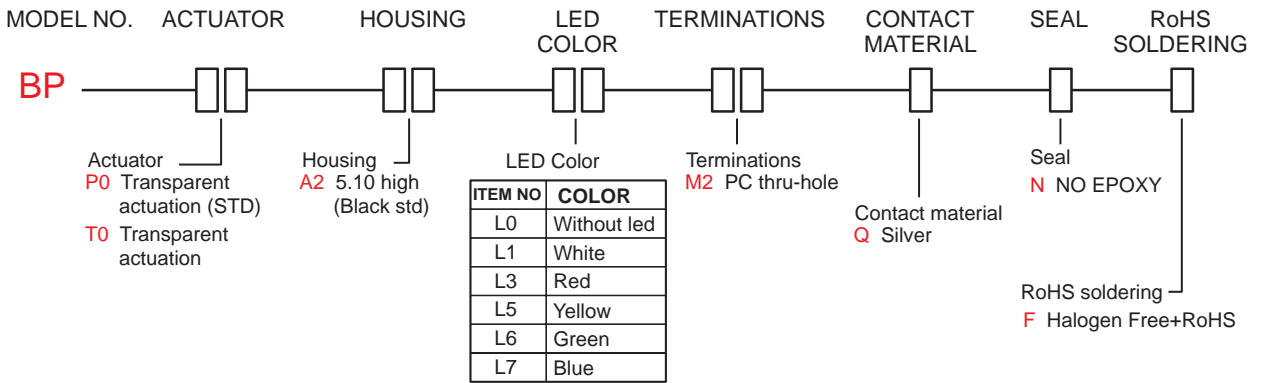 MODEL NO. ACTUATOR HOUSING LED COLOR TERMINATIONS CONTACT MATERIAL SEAL RoHS SOLDERING
BP
Actuator
P0 Transparent
actuation (STD)
T0 Transparent
actuation
Housing
A2 5.10 high
(Black std)
LED Color
ITEM NO COLOR
L0 Without led
L1 White
L3 Red
L5 Yellow
L6 Green
L7 Blue
Terminations
M2 PC thru-hole
Contact material
Q Silver
Seal
N NO EPOXY
RoHS soldering
F Halogen Free+RoHS